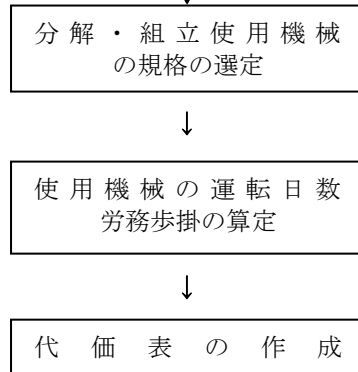 分解・組立使用機械
の規格の選定
↓
使用機械の運転日数
労務歩掛の算定
↓
代価表の作成